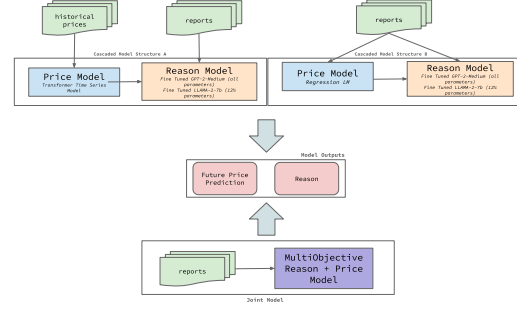 historical
prices
reports
reports
Cascaded Model Structure A
Cascaded Model Structure B
Price Model
Transformer Time Series
Model
Reason Model
Fine Tuned GPT-2-Medium (all
parameters)
Fine Tuned LLAMA-2-7b (12%
parameters)
Price Model
Regression LM
Reason Model
Fine Tuned GPT-2-Medium (all
parameters)
Fine Tuned LLAMA-2-7b (12%
parameters)
Model Outputs
Future Price
Prediction
Reason
reports
MultiObjective
Reason + Price
Model
Joint Model